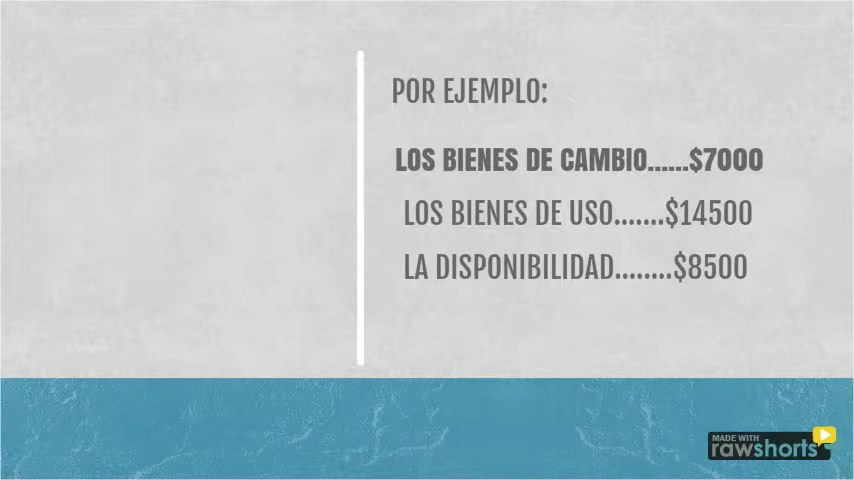 POR EJEMPLO:
LOS BIENES DE CAMBIO......$7000
LOS BIENES DE USO.......$14500
LA DISPONIBILIDAD........$8500
MADE WITH
rawshorts